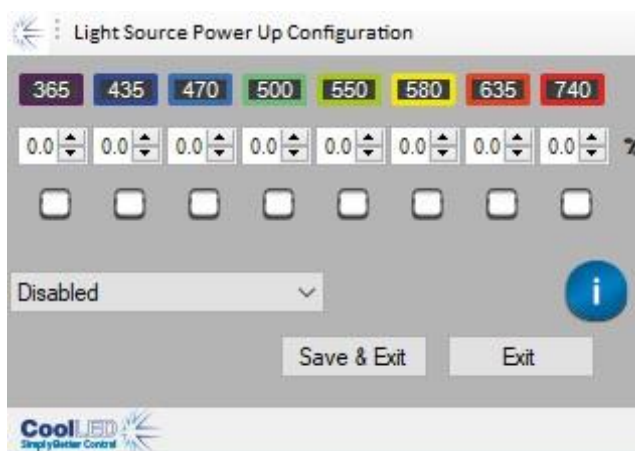 Light Source Power Up Configuration
365 435 470 500 550 580 635 740
0.0 0.0 0.0 0.0 0.0 0.0 0.0 0.0 %
Disabled
i
Save & Exit Exit
CoolLED
Simply Better Control